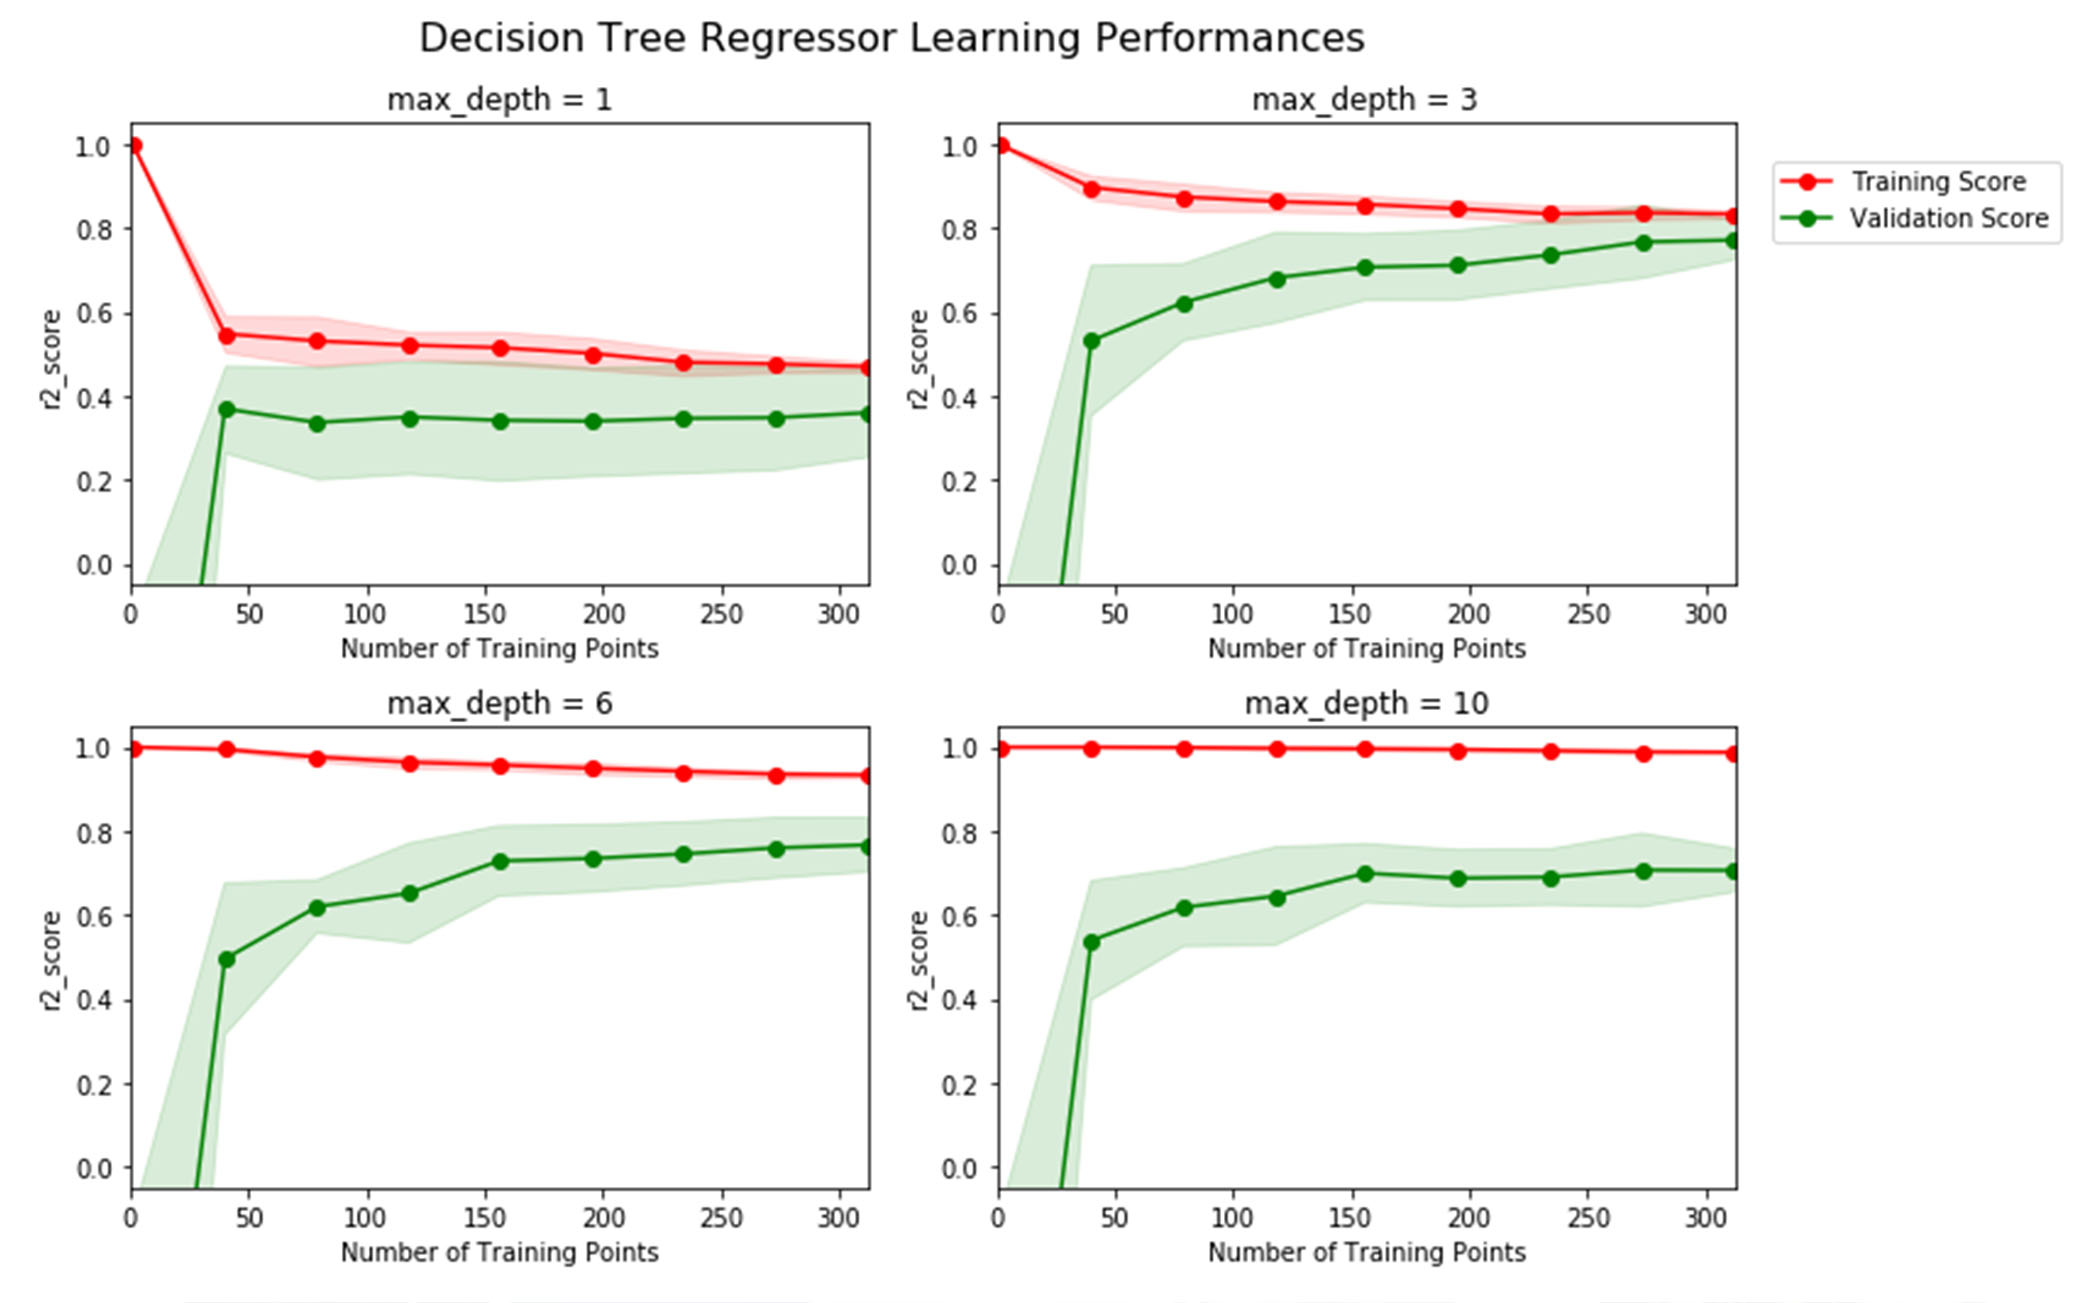 Decision Tree Regressor Learning Performances
max_depth = 1
1.0
0.8
0.6
0.4
0.2
0.0
r2_score
0 50 100 150 200 250 300
Number of Training Points
max_depth = 3
1.0
0.8
0.6
0.4
0.2
0.0
r2_score
0 50 100 150 200 250 300
Number of Training Points
Training Score
Validation Score
max_depth = 6
1.0
0.8
0.6
0.4
0.2
0.0
r2_score
0 50 100 150 200 250 300
Number of Training Points
max_depth = 10
1.0
0.8
0.6
0.4
0.2
0.0
r2_score
0 50 100 150 200 250 300
Number of Training Points